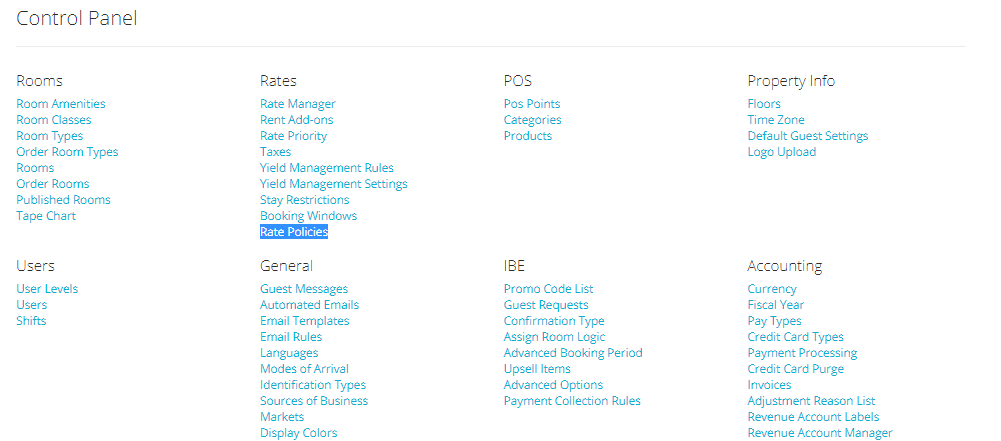 Control Panel
Rooms
Room Amenities
Room Classes
Room Types
Order Room Types
Rooms
Order Rooms
Published Rooms
Tape Chart
Rates
Rate Manager
Rent Add-ons
Rate Priority
Taxes
Yield Management Rules
Yield Management Settings
Stay Restrictions
Booking Windows
Rate Policies
POS
Pos Points
Categories
Products
Property Info
Floors
Time Zone
Default Guest Settings
Logo Upload
Users
User Levels
Users
Shifts
General
Guest Messages
Automated Emails
Email Templates
Email Rules
Languages
Modes of Arrival
Identification Types
Sources of Business
Markets
Display Colors
IBE
Promo Code List
Guest Requests
Confirmation Type
Assign Room Logic
Advanced Booking Period
Upsell Items
Advanced Options
Payment Collection Rules
Accounting
Currency
Fiscal Year
Pay Types
Credit Card Types
Payment Processing
Credit Card Purge
Invoices
Adjustment Reason List
Revenue Account Labels
Revenue Account Manager